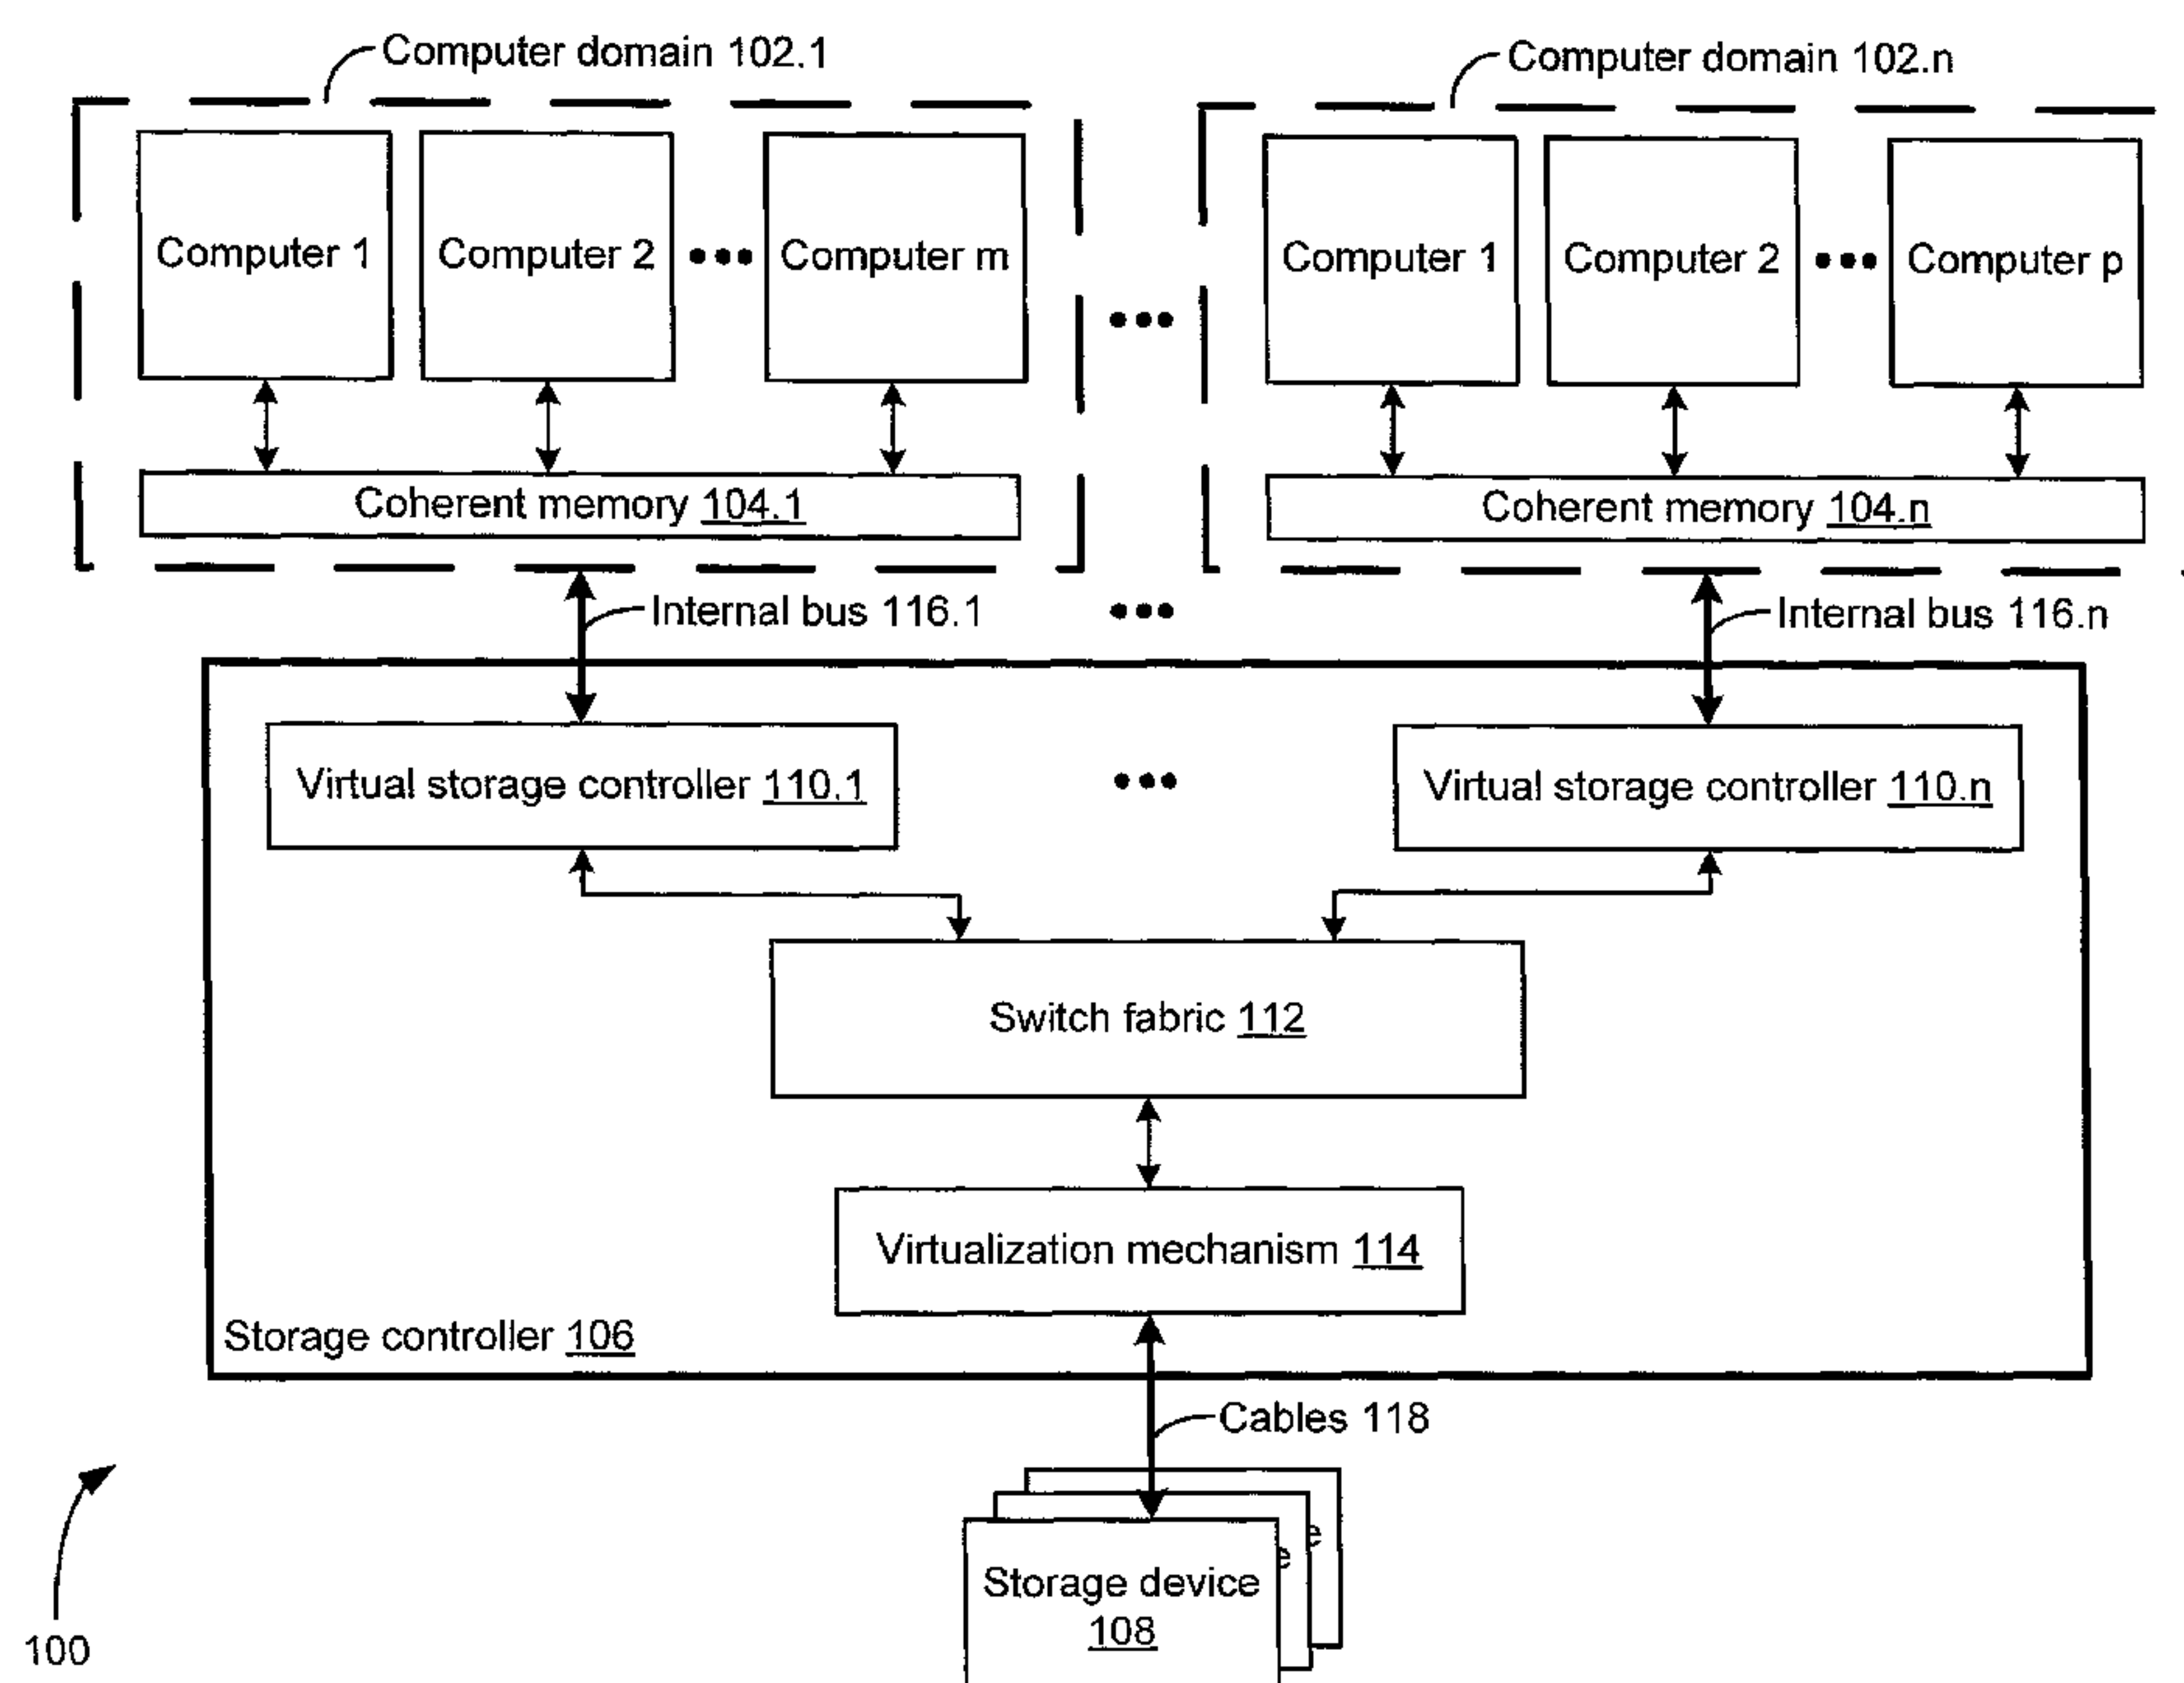 Computer domain 102.1
Computer domain 102.n
Computer 1
Computer 2
Computer m
Computer 1
Computer 2
Computer p
Coherent memory 104.1
Coherent memory 104.n
Internal bus 116.1
Internal bus 116.n
Virtual storage controller 110.1
Virtual storage controller 110.n
Switch fabric 112
Virtualization mechanism 114
Storage controller 106
Cables 118
Storage device
108
e
e
100